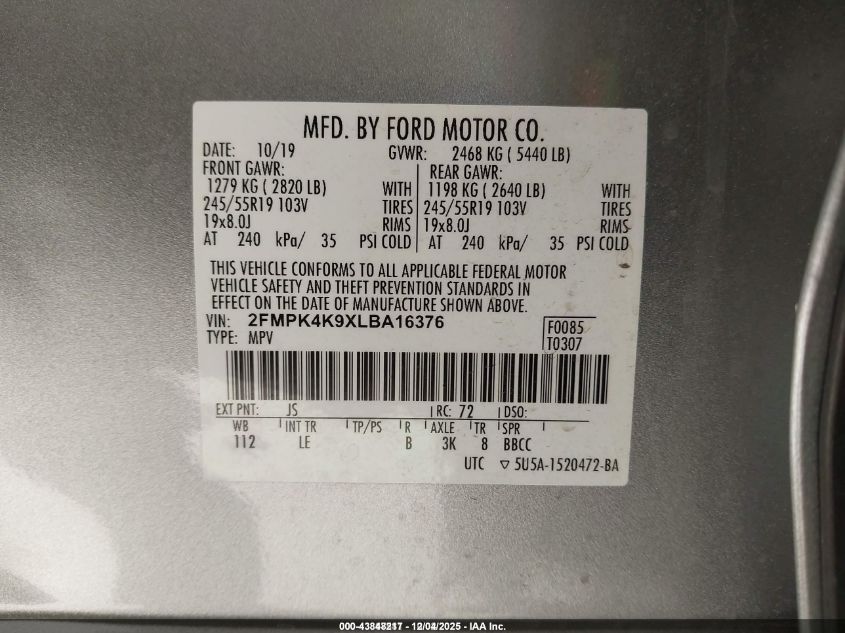 MFD. BY FORD MOTOR CO.
DATE: 10/19 GVWR: 2468 KG ( 5440 LB)
FRONT GAWR: REAR GAWR:
1279 KG ( 2820 LB) WITH 1198 KG ( 2640 LB) WITH
245/55R19 103V TIRES 245/55R19 103V TIRES
19x8.0J RIMS 19x8.0J RIMS
AT 240 kPa/ 35 PSI COLD AT 240 kPa/ 35 PSI COLD
THIS VEHICLE CONFORMS TO ALL APPLICABLE FEDERAL MOTOR
VEHICLE SAFETY AND THEFT PREVENTION STANDARDS IN
EFFECT ON THE DATE OF MANUFACTURE SHOWN ABOVE.
VIN: 2FMPK4K9XLBA16376 F0085
TYPE: MPV T0307
EXT PNT: JS RC: 72 DSO:
WB INT TR TP/PS R AXLE TR SPR
112 LE B 3K 8 BBCC
UTC ▽ 5U5A-1520472-BA
12/04/2025 - IAA Inc.